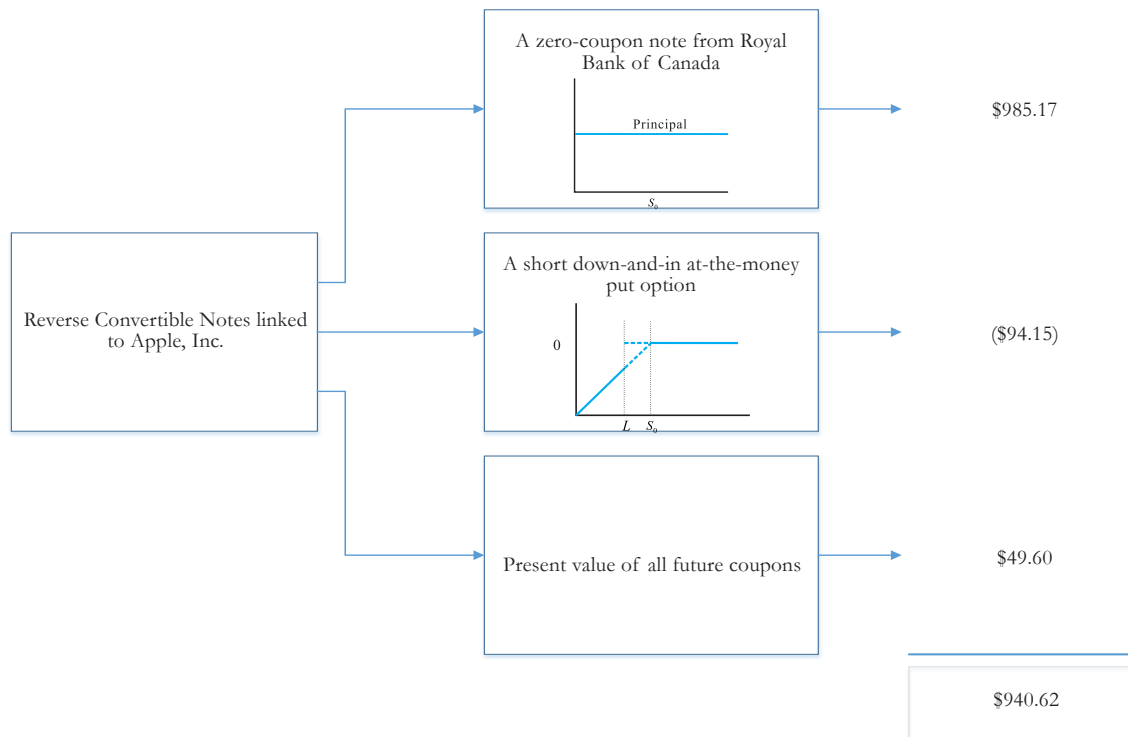 A zero-coupon note from Royal
Bank of Canada
Principal
S₀
$985.17
Reverse Convertible Notes linked
to Apple, Inc.
A short down-and-in at-the-money
put option
0
L S₀
($94.15)
Present value of all future coupons
$49.60
$940.62